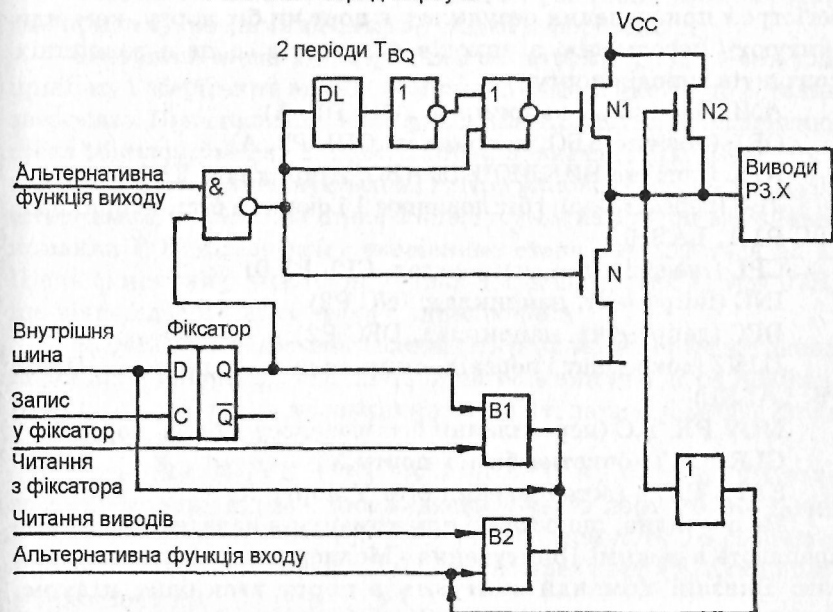 V_CC
2 періоди T_BQ
DL
1
1
N1
N2
Альтернативна
функція виходу
&
Виводи
P3.X
N
Внутрішня
шина
Фіксатор
D
Q
Запис
у фіксатор
C
Q̅
B1
Читання
з фіксатора
1
Читання виводів
B2
Альтернативна функція входу